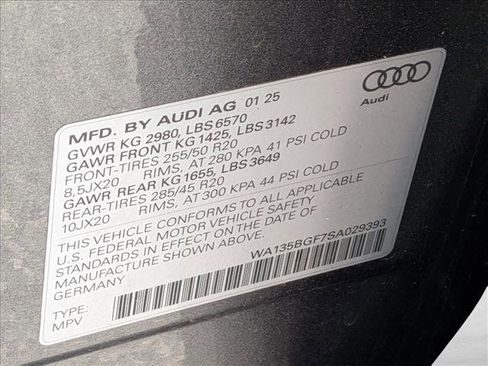 MFD. BY AUDI AG 01 25
GVWR KG 2980, LBS 6570
GAWR FRONT KG 1425, LBS 3142
FRONT-TIRES 255/50 R20
8,5JX20 RIMS, AT 280 KPA 41 PSI COLD
GAWR REAR KG 1655, LBS 3649
REAR-TIRES 285/45 R20
10JX20 RIMS, AT 300 KPA 44 PSI COLD
THIS VEHICLE CONFORMS TO ALL APPLICABLE
U.S. FEDERAL MOTOR VEHICLE SAFETY
STANDARDS IN EFFECT ON THE DATE OF
MANUFACTURE SHOWN ABOVE.
GERMANY
WA135BGF7SA029393
TYPE:
MPV
Audi